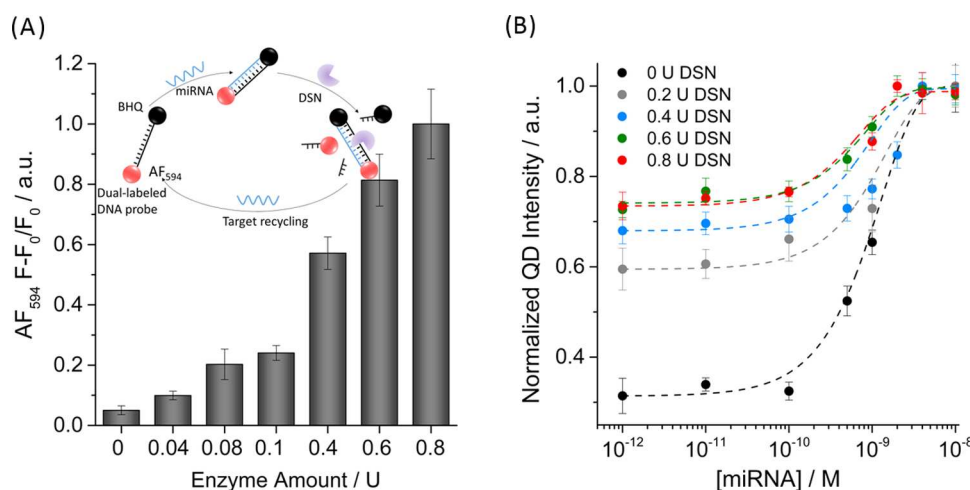 (A)
AF594 F-F0/F0 / a.u.
1.2
1.0
0.8
0.6
0.4
0.2
0.0
BHQ
miRNA
DSN
AF594
Dual-labeled
DNA probe
Target recycling
0 0.04 0.08 0.1 0.4 0.6 0.8
Enzyme Amount / U
(B)
Normalized QD Intensity / a.u.
1.0
0.8
0.6
0.4
0 U DSN
0.2 U DSN
0.4 U DSN
0.6 U DSN
0.8 U DSN
10-12 10-11 10-10 10-9 10-8
[miRNA] / M